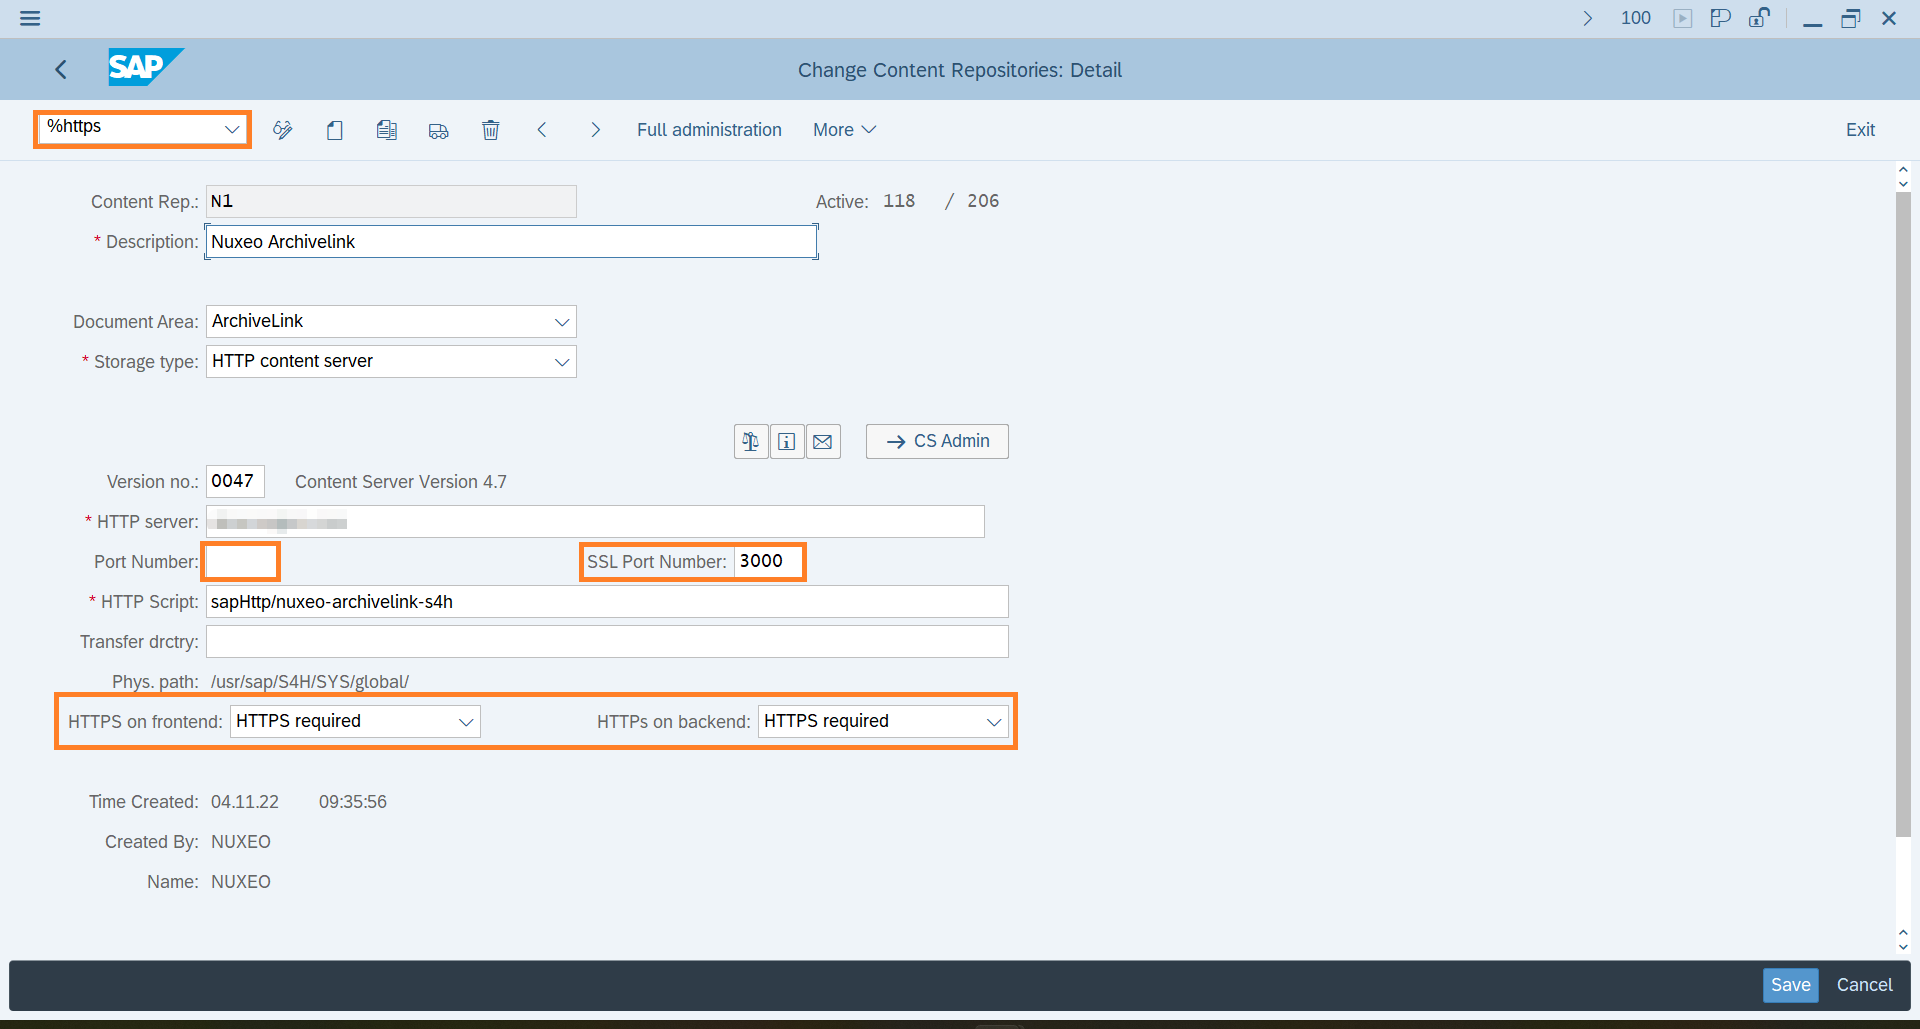 100
SAP
Change Content Repositories: Detail
%https
Full administration
More
Exit
Content Rep.: N1
Active: 118 / 206
* Description: Nuxeo Archivelink
Document Area: ArchiveLink
* Storage type: HTTP content server
CS Admin
Version no.: 0047 Content Server Version 4.7
* HTTP server:
Port Number:
SSL Port Number: 3000
* HTTP Script: sapHttp/nuxeo-archivelink-s4h
Transfer drctry:
Phys. path: /usr/sap/S4H/SYS/global/
HTTPS on frontend: HTTPS required
HTTPs on backend: HTTPS required
Time Created: 04.11.22 09:35:56
Created By: NUXEO
Name: NUXEO
Save
Cancel